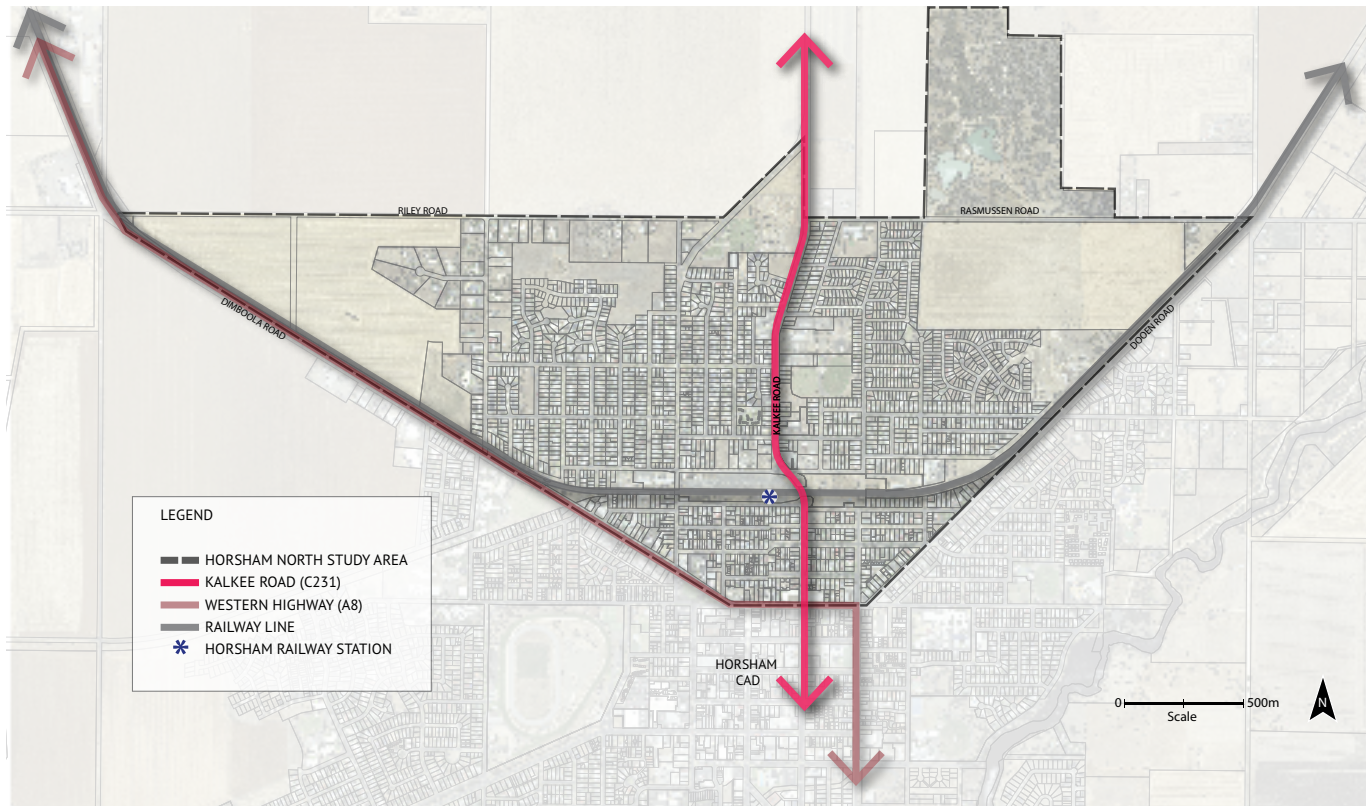 RILEY ROAD
RASMUSSEN ROAD
DIMBOOLA ROAD
DOOEN ROAD
KALKEE ROAD
LEGEND
HORSHAM NORTH STUDY AREA
KALKEE ROAD (C231)
WESTERN HIGHWAY (A8)
RAILWAY LINE
HORSHAM RAILWAY STATION
HORSHAM
CAD
0 500m
Scale
N